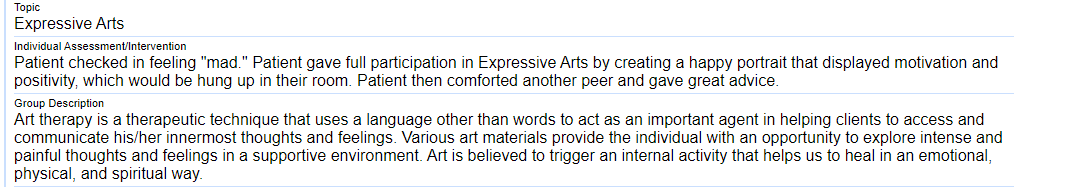 Topic
Expressive Arts
Individual Assessment/Intervention
Patient checked in feeling "mad." Patient gave full participation in Expressive Arts by creating a happy portrait that displayed motivation and
positivity, which would be hung up in their room. Patient then comforted another peer and gave great advice.
Group Description
Art therapy is a therapeutic technique that uses a language other than words to act as an important agent in helping clients to access and
communicate his/her innermost thoughts and feelings. Various art materials provide the individual with an opportunity to explore intense and
painful thoughts and feelings in a supportive environment. Art is believed to trigger an internal activity that helps us to heal in an emotional,
physical, and spiritual way.